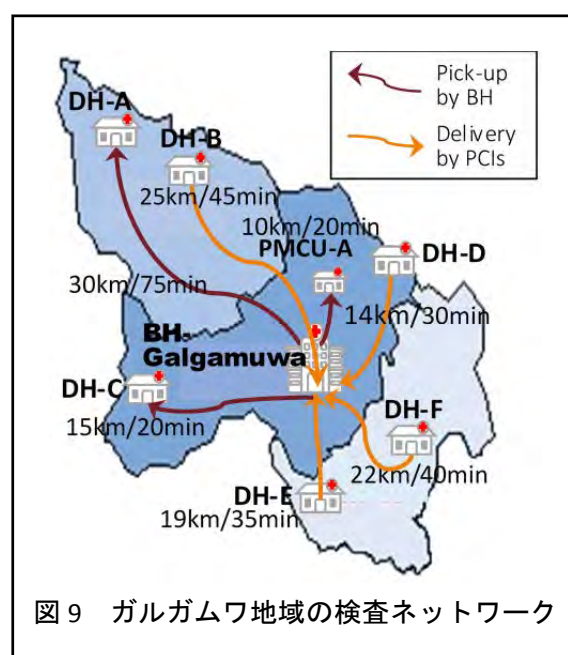 Pick-up
by BH
Delivery
by PCIs
DH-A
DH-B
25km/45min
10km/20min
PMCU-A
DH-D
14km/30min
30km/75min
BH-
Galgamuwa
DH-C
15km/20min
DH-F
22km/40min
DH-E
19km/35min
図 9 ガルガムワ地域の検査ネットワーク